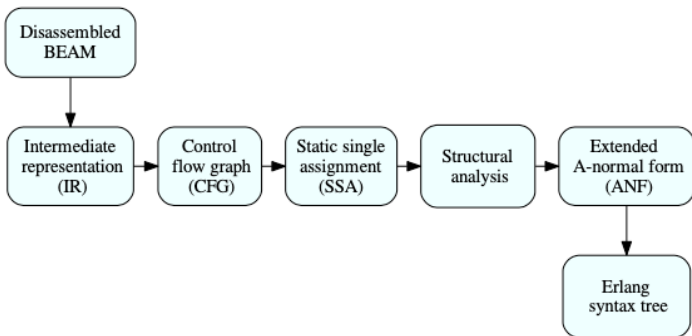 Disassembled
BEAM
Intermediate
representation
(IR)
Control
flow graph
(CFG)
Static single
assignment
(SSA)
Structural
analysis
Extended
A-normal form
(ANF)
Erlang
syntax tree